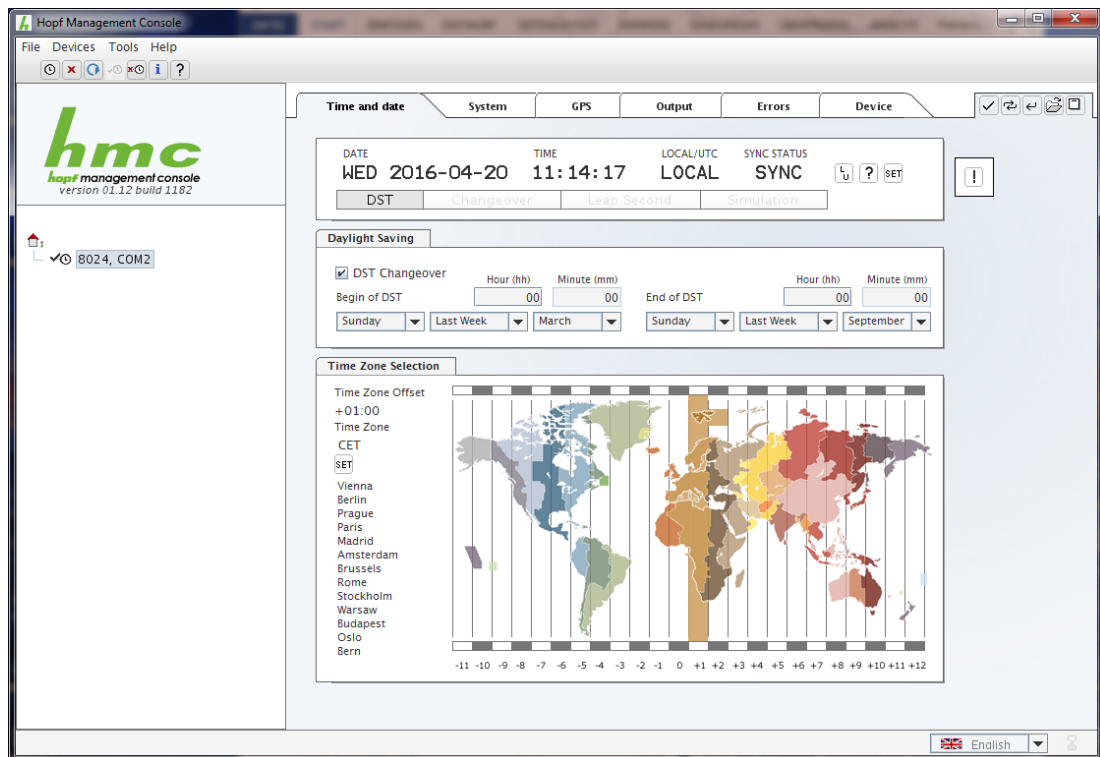 Hopf Management Console
File Devices Tools Help
hmc
hopf management console
version 01.12 build 1182
8024, COM2
Time and date System GPS Output Errors Device
DATE TIME LOCAL/UTC SYNC STATUS
WED 2016-04-20 11:14:17 LOCAL SYNC L U ? SET !
DST Changeover Leap Second Simulation
Daylight Saving
DST Changeover
Hour (hh) Minute (mm) Hour (hh) Minute (mm)
Begin of DST 00 00 End of DST 00 00
Sunday Last Week March Sunday Last Week September
Time Zone Selection
Time Zone Offset
+01:00
Time Zone
CET
SET
Vienna
Berlin
Prague
Paris
Madrid
Amsterdam
Brussels
Rome
Stockholm
Warsaw
Budapest
Oslo
Bern
-11 -10 -9 -8 -7 -6 -5 -4 -3 -2 -1 0 +1 +2 +3 +4 +5 +6 +7 +8 +9 +10 +11 +12
English